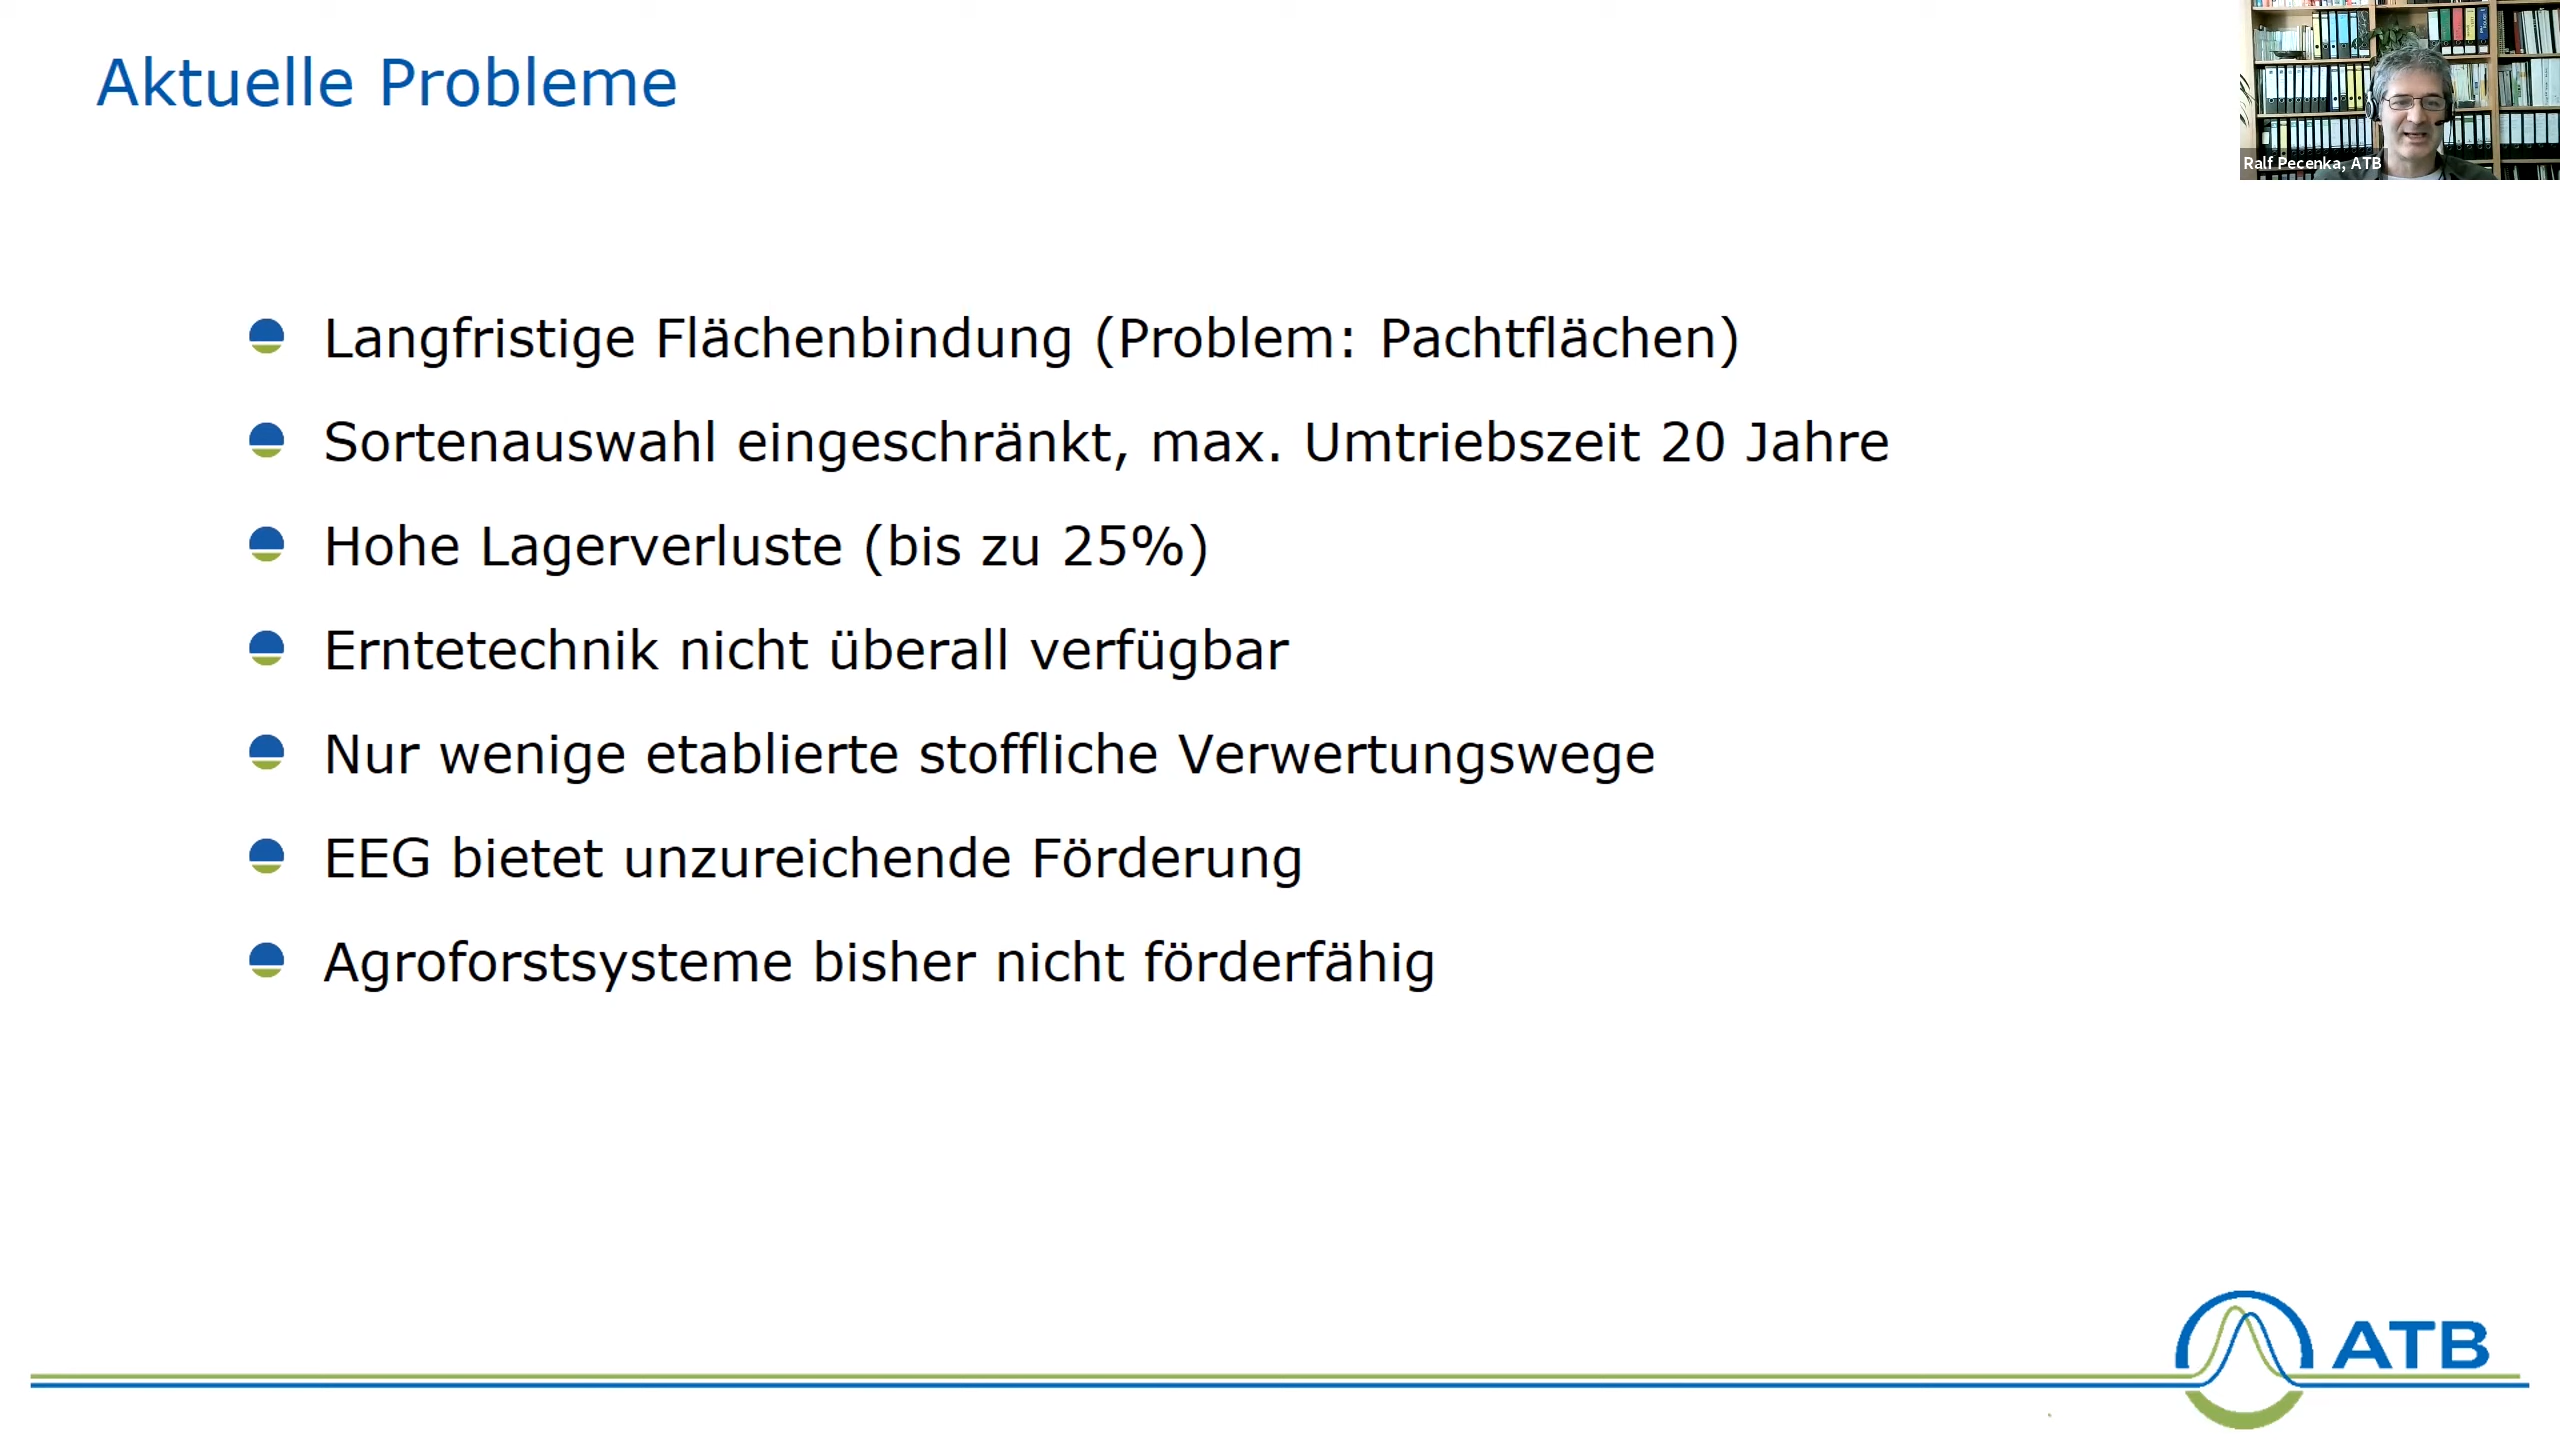 Aktuelle Probleme
Ralf Pecenka, ATB
Langfristige Flächenbindung (Problem: Pachtflächen)
Sortenauswahl eingeschränkt, max. Umtriebszeit 20 Jahre
Hohe Lagerverluste (bis zu 25%)
Erntetechnik nicht überall verfügbar
Nur wenige etablierte stoffliche Verwertungswege
EEG bietet unzureichende Förderung
Agroforstsysteme bisher nicht förderfähig
ATB